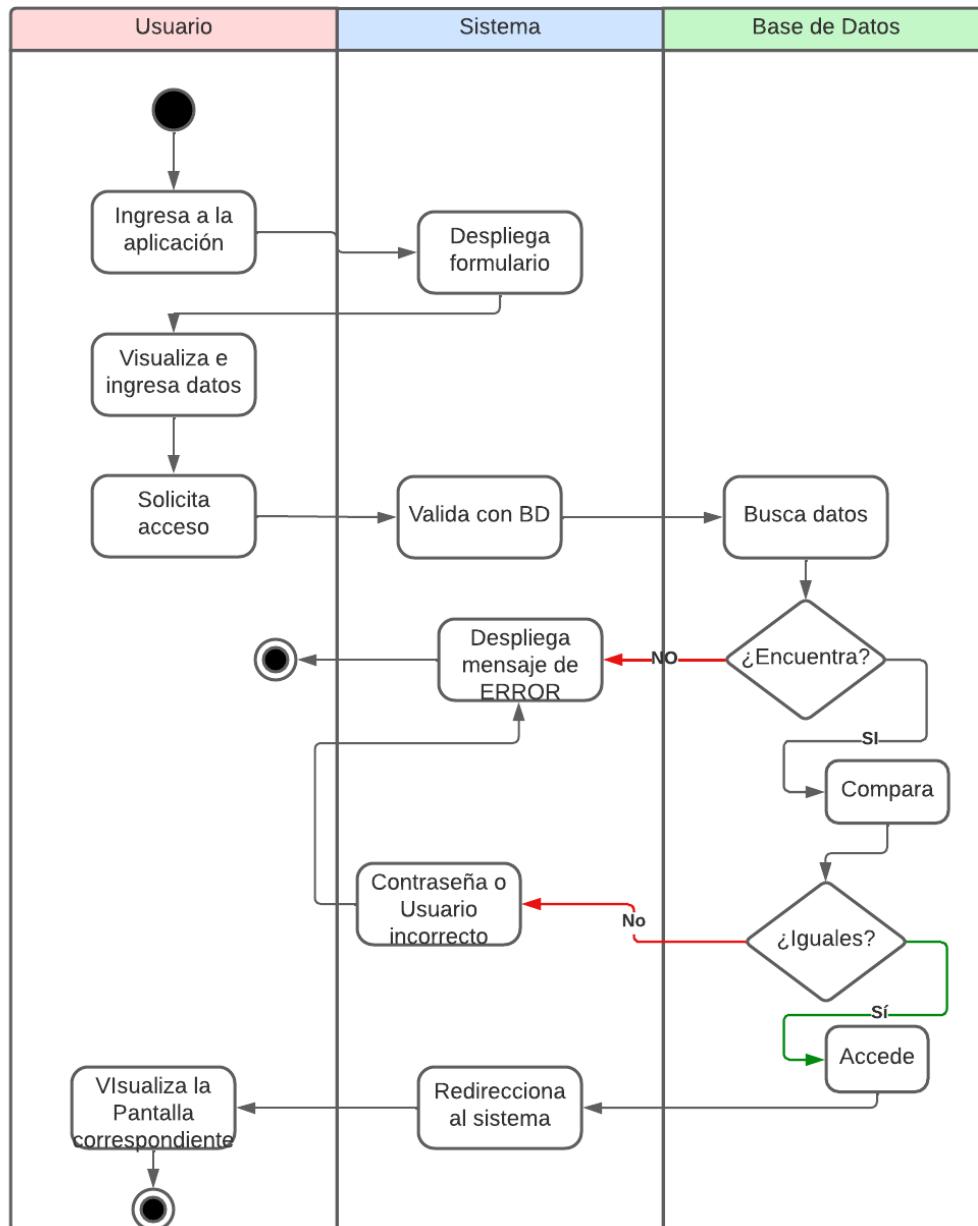 Usuario
Sistema
Base de Datos
Ingresa a la
aplicación
Despliega
formulario
Visualiza e
ingresa datos
Solicita
acceso
Valida con BD
Busca datos
Despliega
mensaje de
ERROR
NO
¿Encuentra?
SI
Compara
Contraseña o
Usuario
incorrecto
No
¿Iguales?
Sí
Accede
VIsualiza la
Pantalla
correspondiente
Redirecciona
al sistema